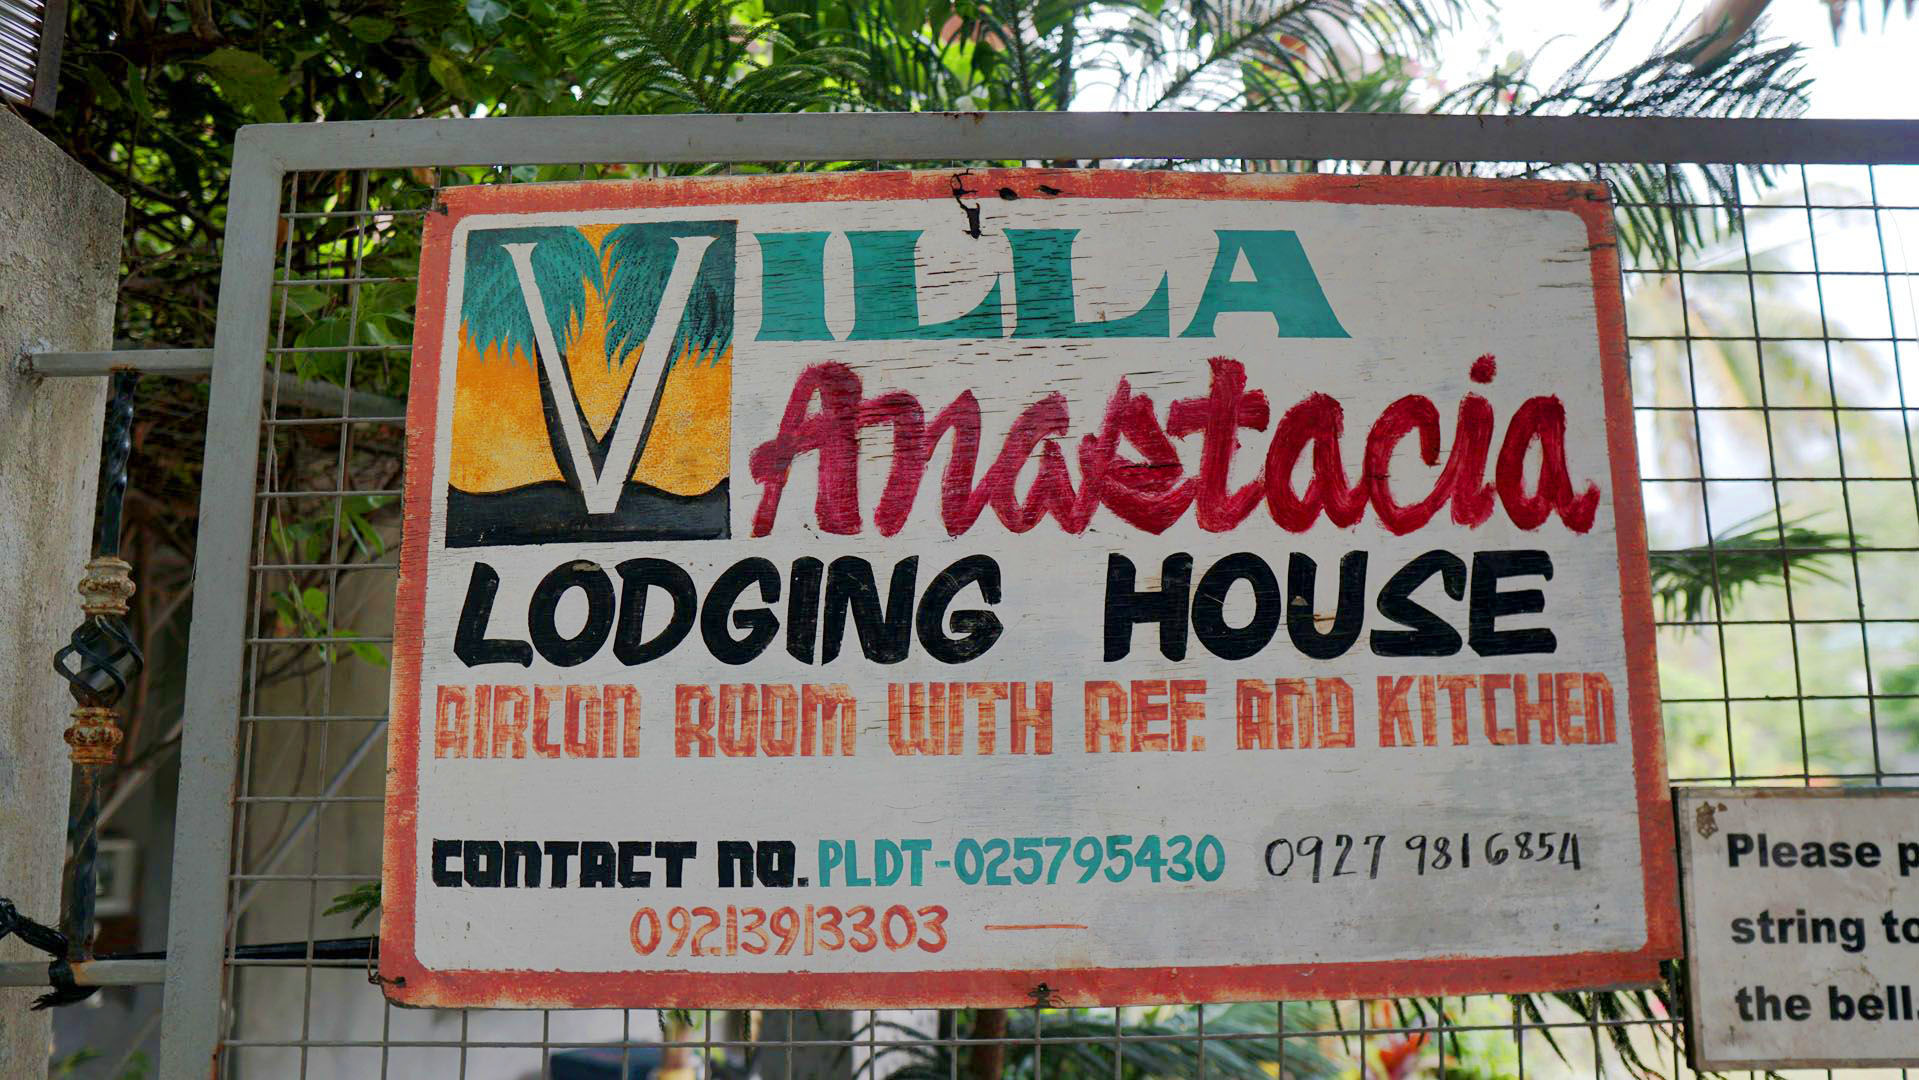 VILLA
Anastacia
LODGING HOUSE
AIRCON ROOM WITH REF. AND KITCHEN
CONTACT NO. PLDT-025795430 0927 9816854
09213913303 —
Please
string
the bell.